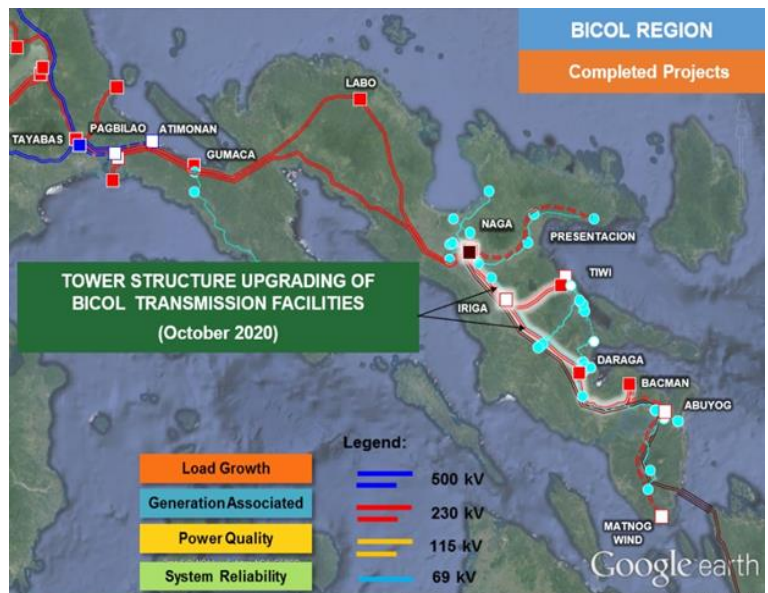 BICOL REGION
Completed Projects
LABO
TAYABAS
PAGBILAO
ATIMONAN
GUMACA
NAGA
PRESENTACION
TOWER STRUCTURE UPGRADING OF
BICOL TRANSMISSION FACILITIES
(October 2020)
TIWI
IRIGA
DARAGA
BACMAN
ABUYOG
Legend:
Load Growth
500 kV
Generation Associated
230 kV
Power Quality
115 kV
System Reliability
69 kV
MATNOG
WIND
Google earth